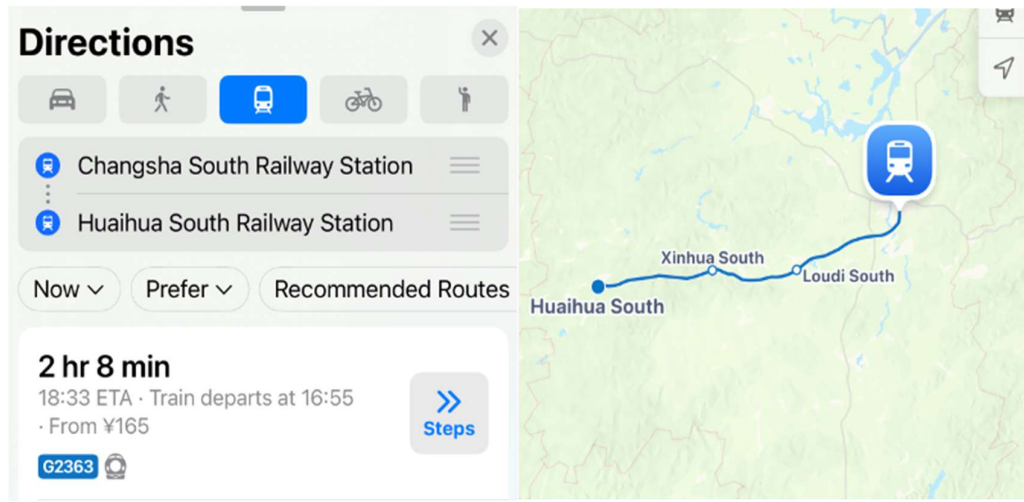 Directions
Changsha South Railway Station
Huaihua South Railway Station
Now
Prefer
Recommended Routes
2 hr 8 min
18:33 ETA · Train departs at 16:55
· From ¥165
Steps
G2363
Xinhua South
Loudi South
Huaihua South